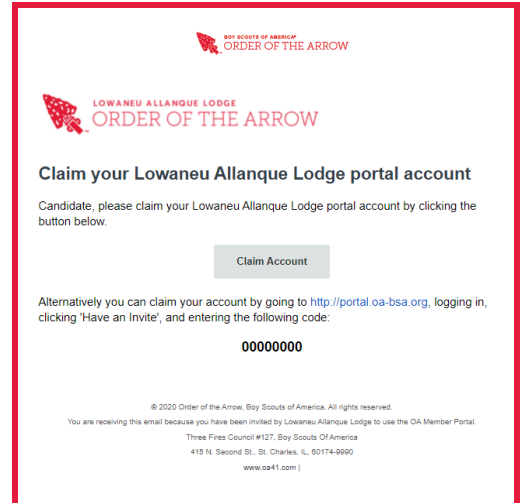 BOY SCOUTS OF AMERICA®
ORDER OF THE ARROW
LOWANEU ALLANQUE LODGE
ORDER OF THE ARROW
Claim your Lowaneu Allanque Lodge portal account
Candidate, please claim your Lowaneu Allanque Lodge portal account by clicking the
button below.
Claim Account
Alternatively you can claim your account by going to http://portal.oa-bsa.org, logging in,
clicking 'Have an Invite', and entering the following code:
00000000
© 2020 Order of the Arrow, Boy Scouts of America. All rights reserved.
You are receiving this email because you have been invited by Lowaneu Allanque Lodge to use the OA Member Portal.
Three Fires Council #127, Boy Scouts Of America
415 N. Second St., St. Charles, IL, 60174-9990
www.oa41.com |